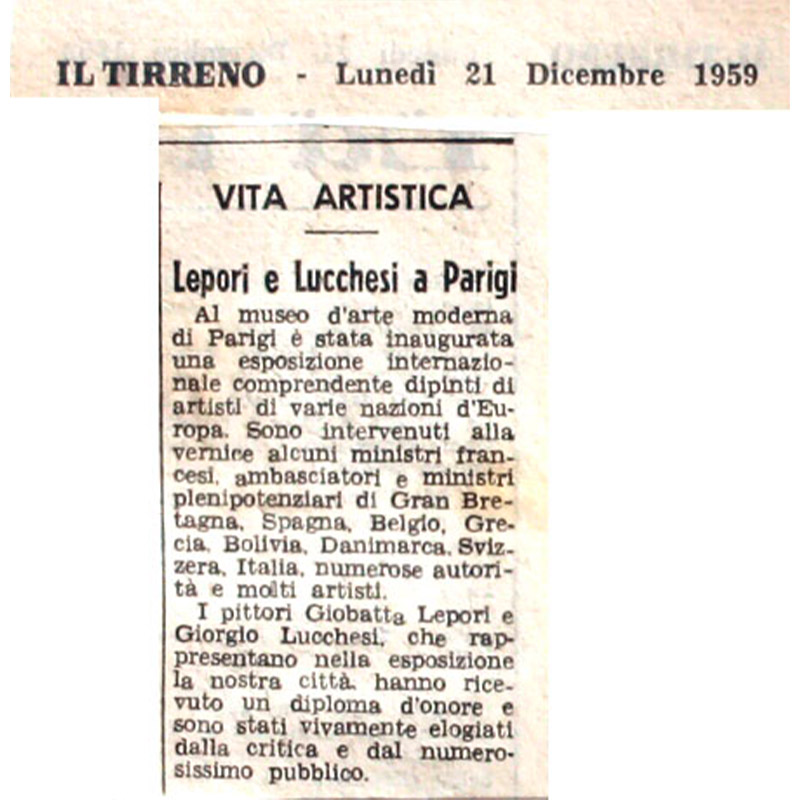 IL TIRRENO - Lunedì 21 Dicembre 1959
VITA ARTISTICA
Lepori e Lucchesi a Parigi
Al museo d'arte moderna
di Parigi è stata inaugurata
una esposizione internazio-
nale comprendente dipinti di
artisti di varie nazioni d'Eu-
ropa. Sono intervenuti alla
vernice alcuni ministri fran-
cesi, ambasciatori e ministri
plenipotenziari di Gran Bre-
tagna, Spagna, Belgio, Gre-
cia, Bolivia, Danimarca, Sviz-
zera, Italia, numerose autori-
tà e molti artisti.
I pittori Giobatta Lepori e
Giorgio Lucchesi, che rap-
presentano nella esposizione
la nostra città, hanno rice-
vuto un diploma d'onore e
sono stati vivamente elogiati
dalla critica e dal numero-
sissimo pubblico.